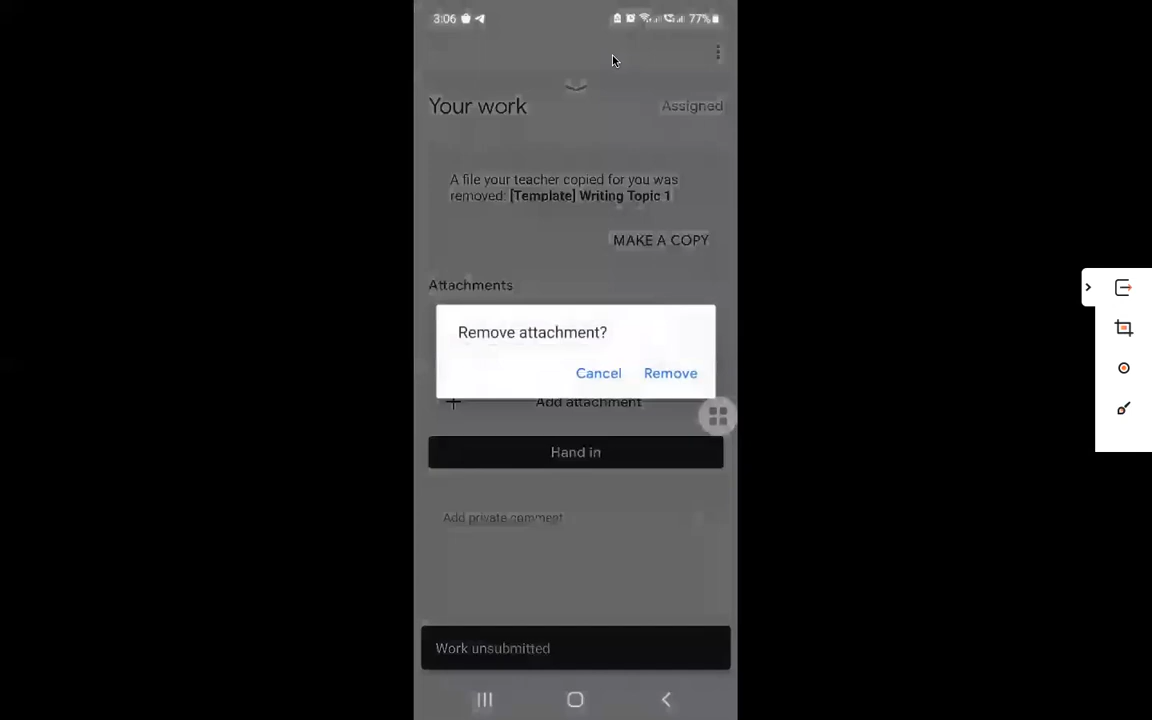 3:06
77%
Your work
Assigned
A file your teacher copied for you was
removed: [Template] Writing Topic 1
MAKE A COPY
Attachments
Remove attachment?
Cancel Remove
Add attachment
Hand in
Add private comment
Work unsubmitted